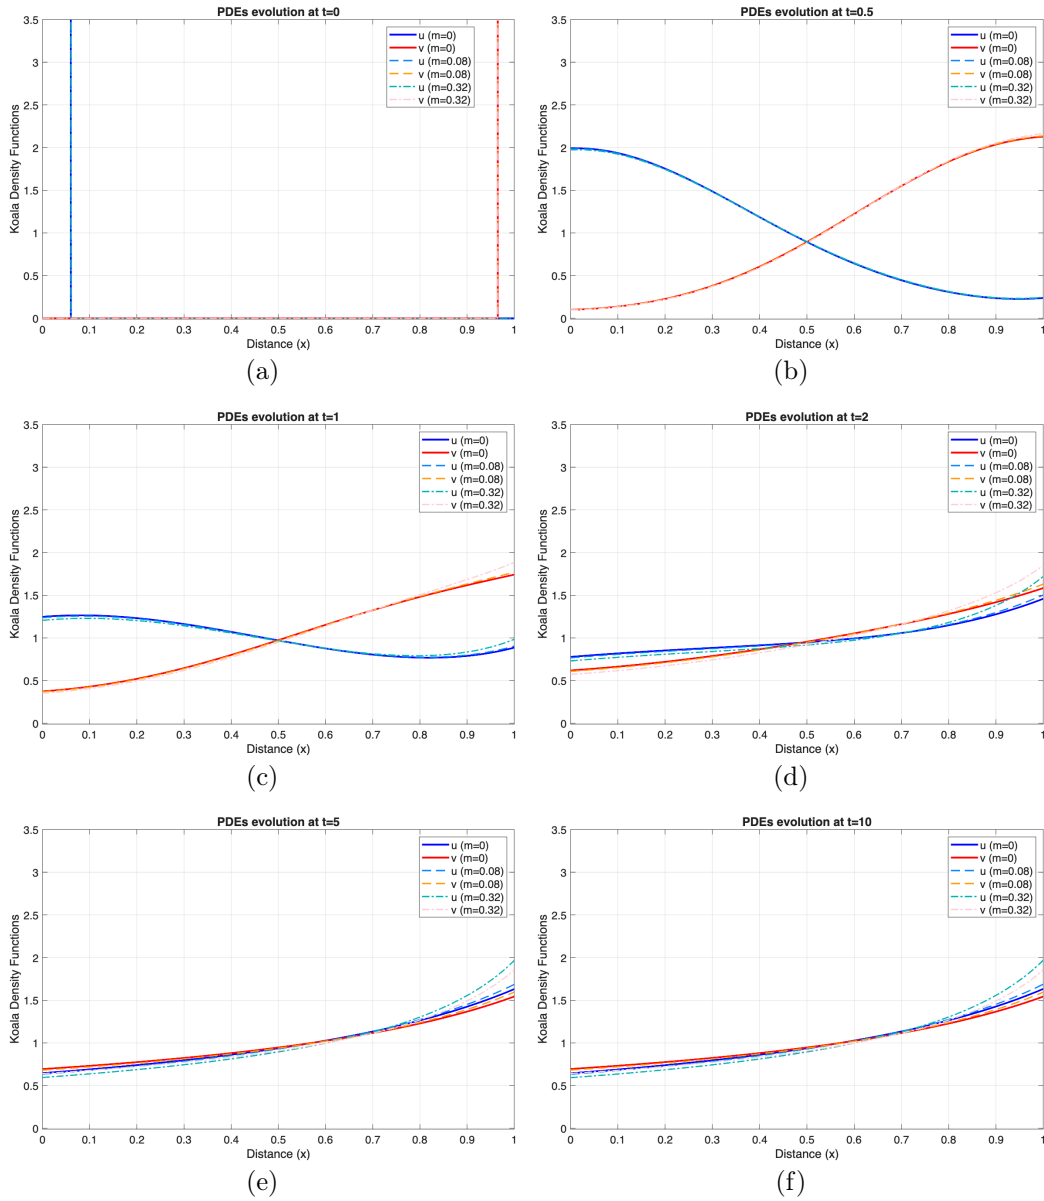 PDEs evolution at t=0
Koala Density Functions
3.5
3
2.5
2
1.5
1
0.5
0
u (m=0)
v (m=0)
u (m=0.08)
v (m=0.08)
u (m=0.32)
v (m=0.32)
0 0.1 0.2 0.3 0.4 0.5 0.6 0.7 0.8 0.9 1
Distance (x)
(a)
PDEs evolution at t=0.5
Koala Density Functions
3.5
3
2.5
2
1.5
1
0.5
0
u (m=0)
v (m=0)
u (m=0.08)
v (m=0.08)
u (m=0.32)
v (m=0.32)
0 0.1 0.2 0.3 0.4 0.5 0.6 0.7 0.8 0.9 1
Distance (x)
(b)
PDEs evolution at t=1
Koala Density Functions
3.5
3
2.5
2
1.5
1
0.5
0
u (m=0)
v (m=0)
u (m=0.08)
v (m=0.08)
u (m=0.32)
v (m=0.32)
0 0.1 0.2 0.3 0.4 0.5 0.6 0.7 0.8 0.9 1
Distance (x)
(c)
PDEs evolution at t=2
Koala Density Functions
3.5
3
2.5
2
1.5
1
0.5
0
u (m=0)
v (m=0)
u (m=0.08)
v (m=0.08)
u (m=0.32)
v (m=0.32)
0 0.1 0.2 0.3 0.4 0.5 0.6 0.7 0.8 0.9 1
Distance (x)
(d)
PDEs evolution at t=5
Koala Density Functions
3.5
3
2.5
2
1.5
1
0.5
0
u (m=0)
v (m=0)
u (m=0.08)
v (m=0.08)
u (m=0.32)
v (m=0.32)
0 0.1 0.2 0.3 0.4 0.5 0.6 0.7 0.8 0.9 1
Distance (x)
(e)
PDEs evolution at t=10
Koala Density Functions
3.5
3
2.5
2
1.5
1
0.5
0
u (m=0)
v (m=0)
u (m=0.08)
v (m=0.08)
u (m=0.32)
v (m=0.32)
0 0.1 0.2 0.3 0.4 0.5 0.6 0.7 0.8 0.9 1
Distance (x)
(f)